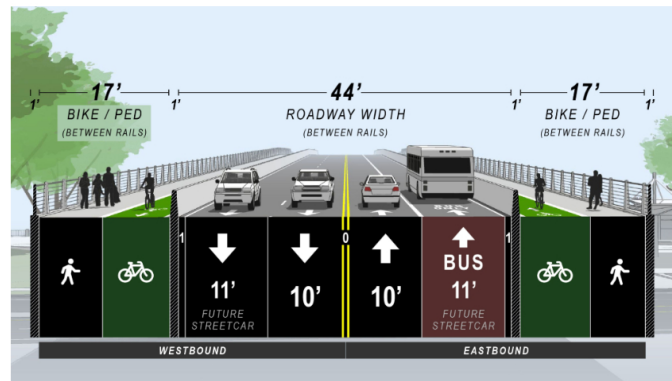 17'
44'
17'
1'
1'
1'
1'
BIKE / PED
(BETWEEN RAILS)
ROADWAY WIDTH
(BETWEEN RAILS)
BIKE / PED
(BETWEEN RAILS)
1
0
1
11'
FUTURE
STREETCAR
10'
10'
BUS
11'
FUTURE
STREETCAR
WESTBOUND
EASTBOUND